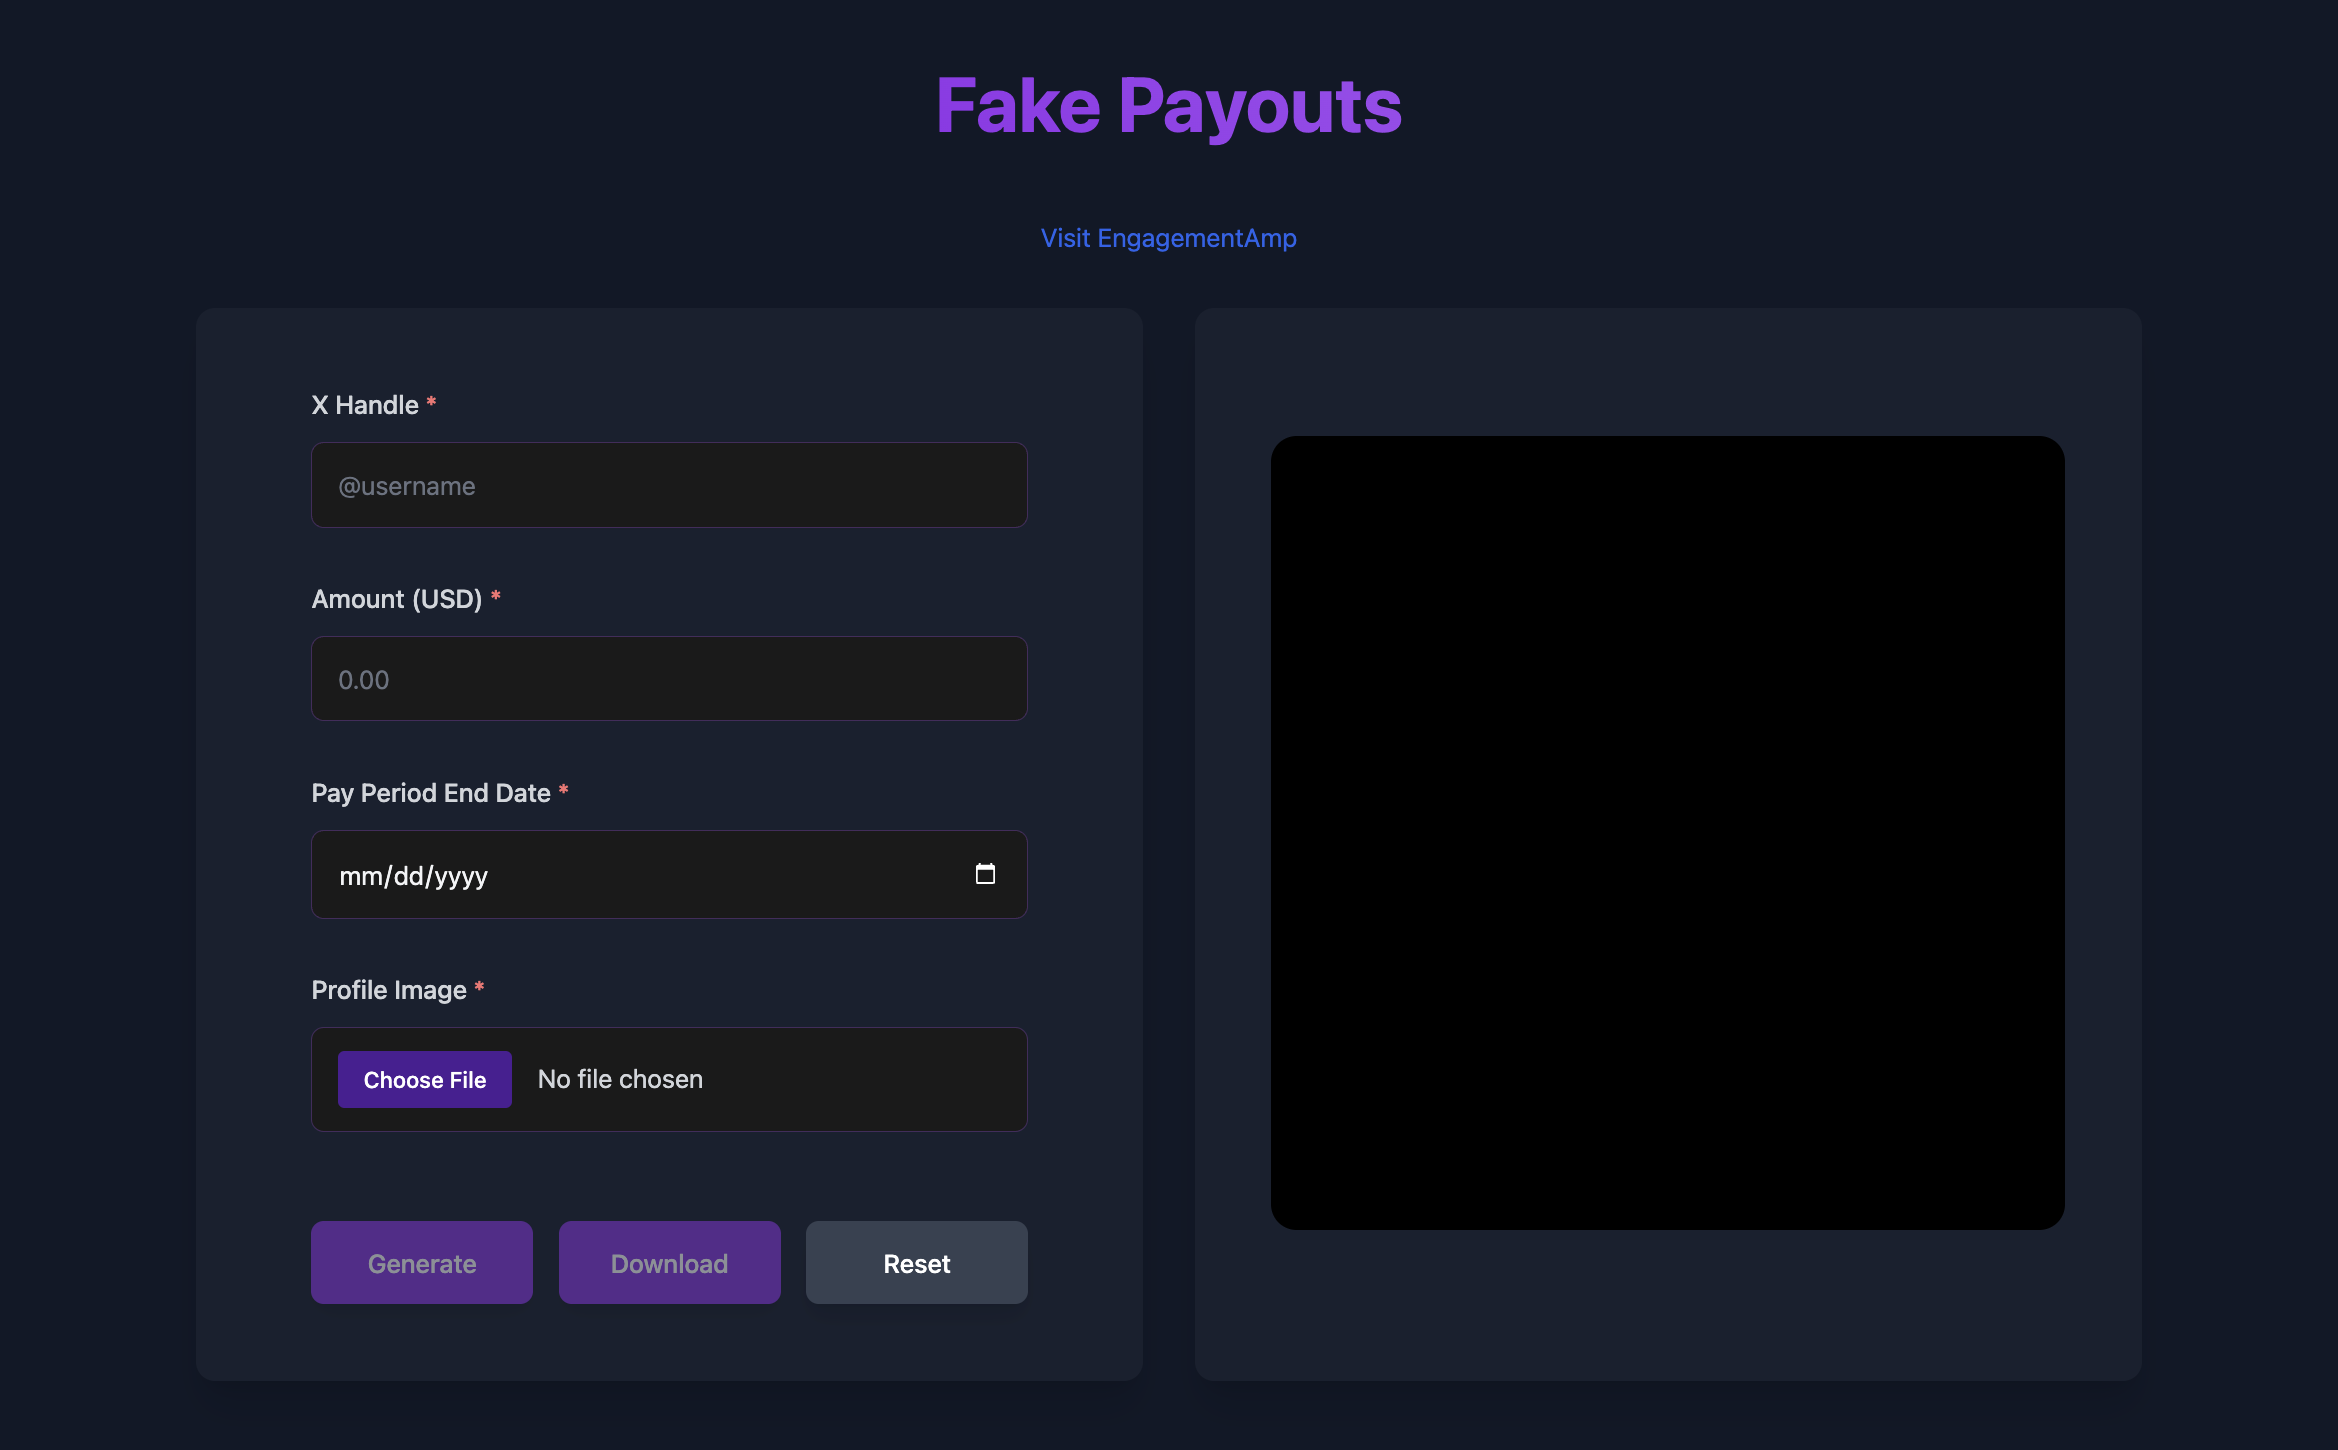 Fake Payouts
Visit EngagementAmp
X Handle *
@username
Amount (USD) *
0.00
Pay Period End Date *
mm/dd/yyyy
Profile Image *
Choose File No file chosen
Generate Download Reset